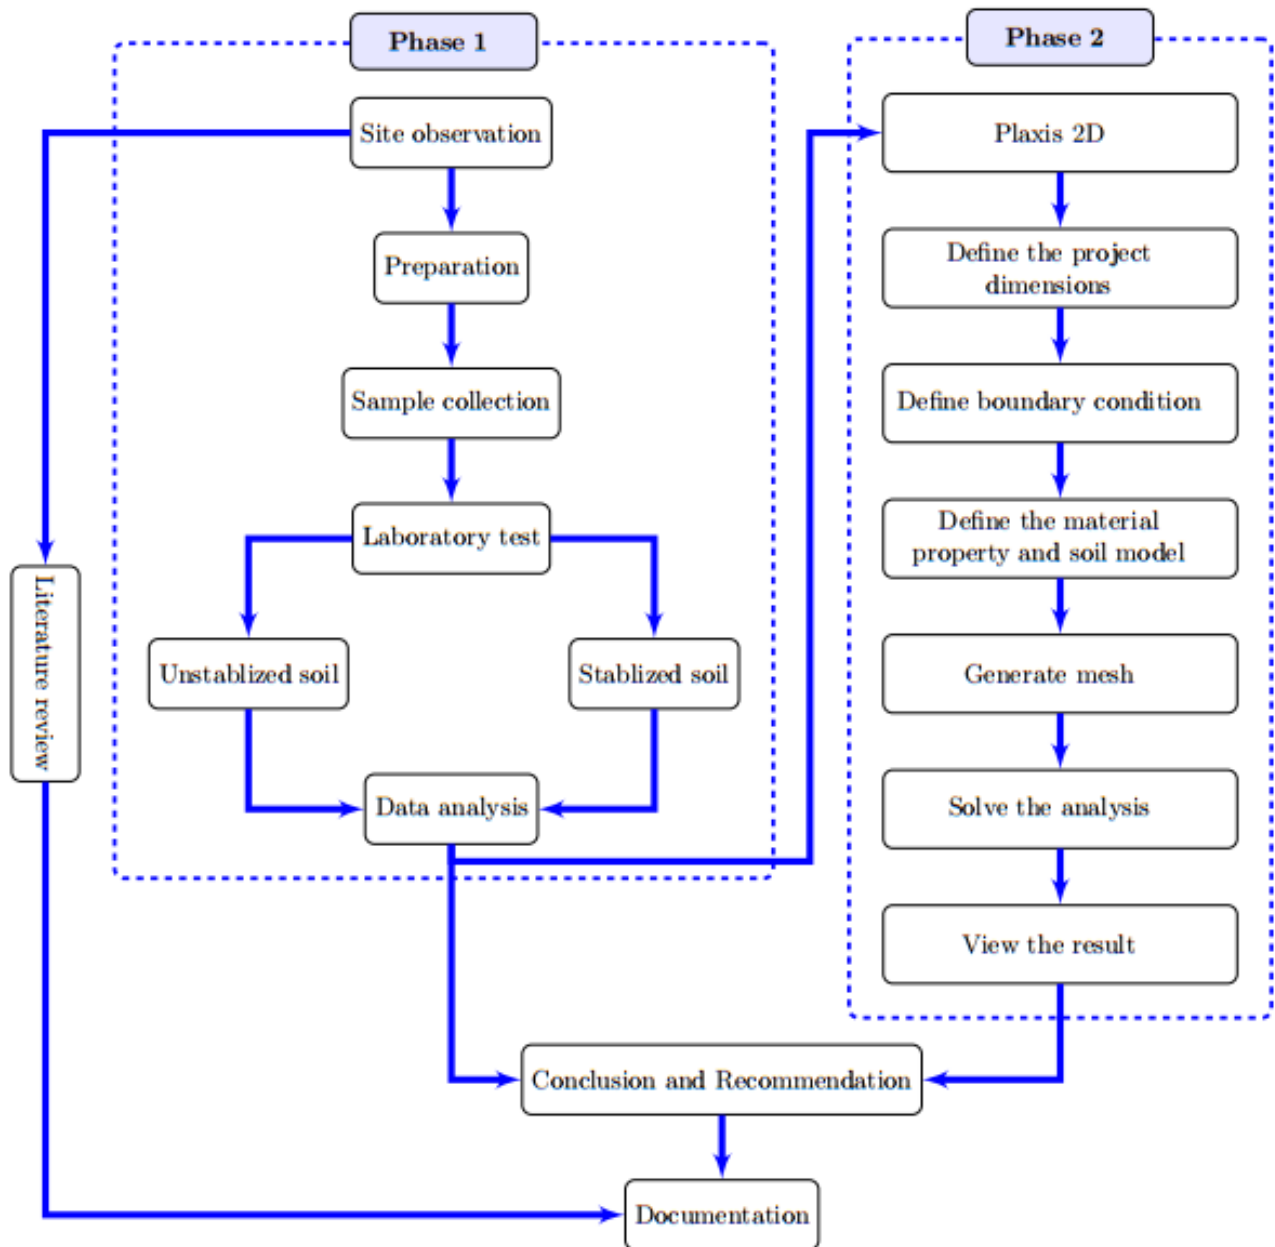 Phase 1
Site observation
Preparation
Sample collection
Laboratory test
Unstablized soil
Stablized soil
Data analysis
Literature review
Phase 2
Plaxis 2D
Define the project
dimensions
Define boundary condition
Define the material
property and soil model
Generate mesh
Solve the analysis
View the result
Conclusion and Recommendation
Documentation